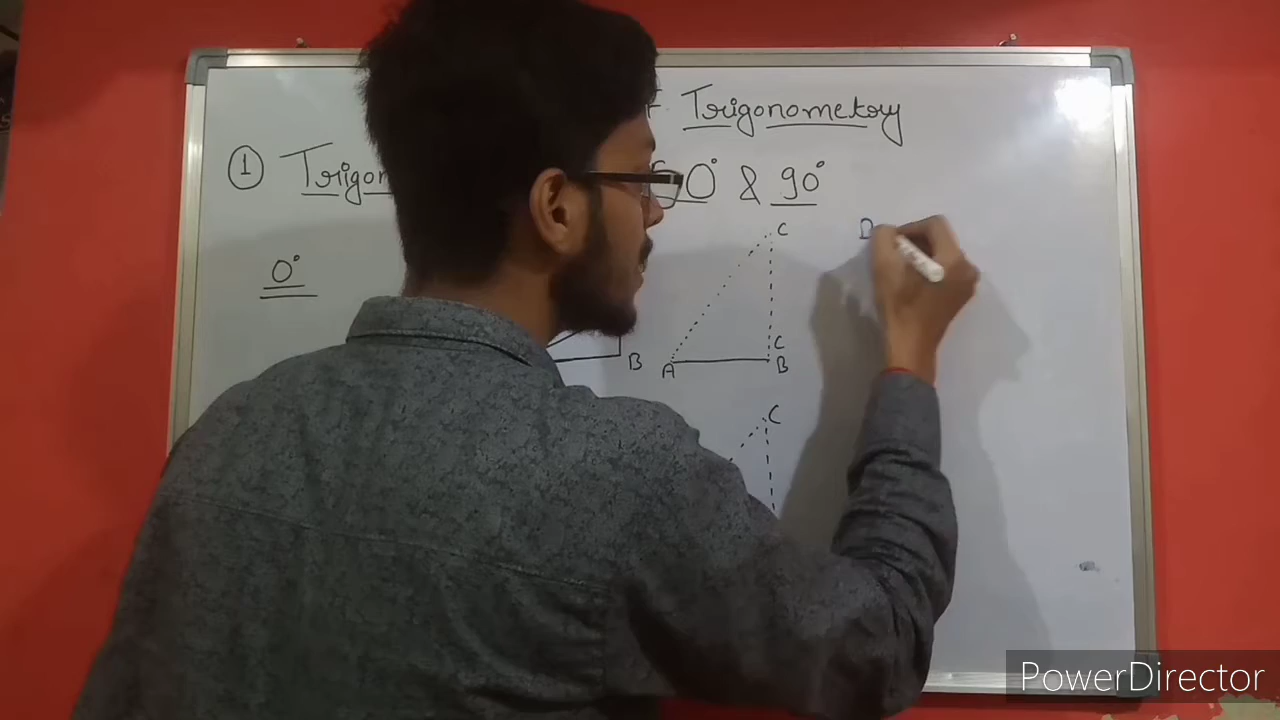 Trigonometry
① Trigon
0° & 90°
0°
C
C
A B
B
C
PowerDirector